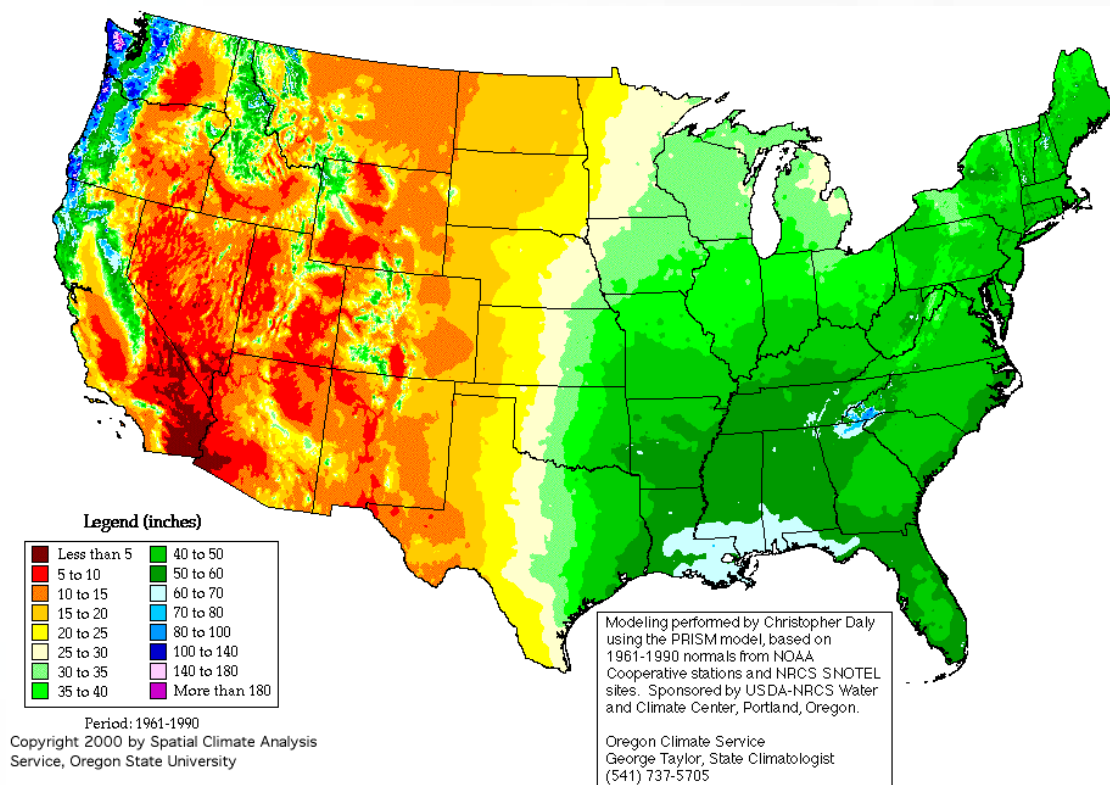 Legend (inches)
Less than 5
5 to 10
10 to 15
15 to 20
20 to 25
25 to 30
30 to 35
35 to 40
40 to 50
50 to 60
60 to 70
70 to 80
80 to 100
100 to 140
140 to 180
More than 180
Period: 1961-1990
Copyright 2000 by Spatial Climate Analysis
Service, Oregon State University
Modeling performed by Christopher Daly
using the PRISM model, based on
1961-1990 normals from NOAA
Cooperative stations and NRCS SNOTEL
sites. Sponsored by USDA-NRCS Water
and Climate Center, Portland, Oregon.
Oregon Climate Service
George Taylor, State Climatologist
(541) 737-5705